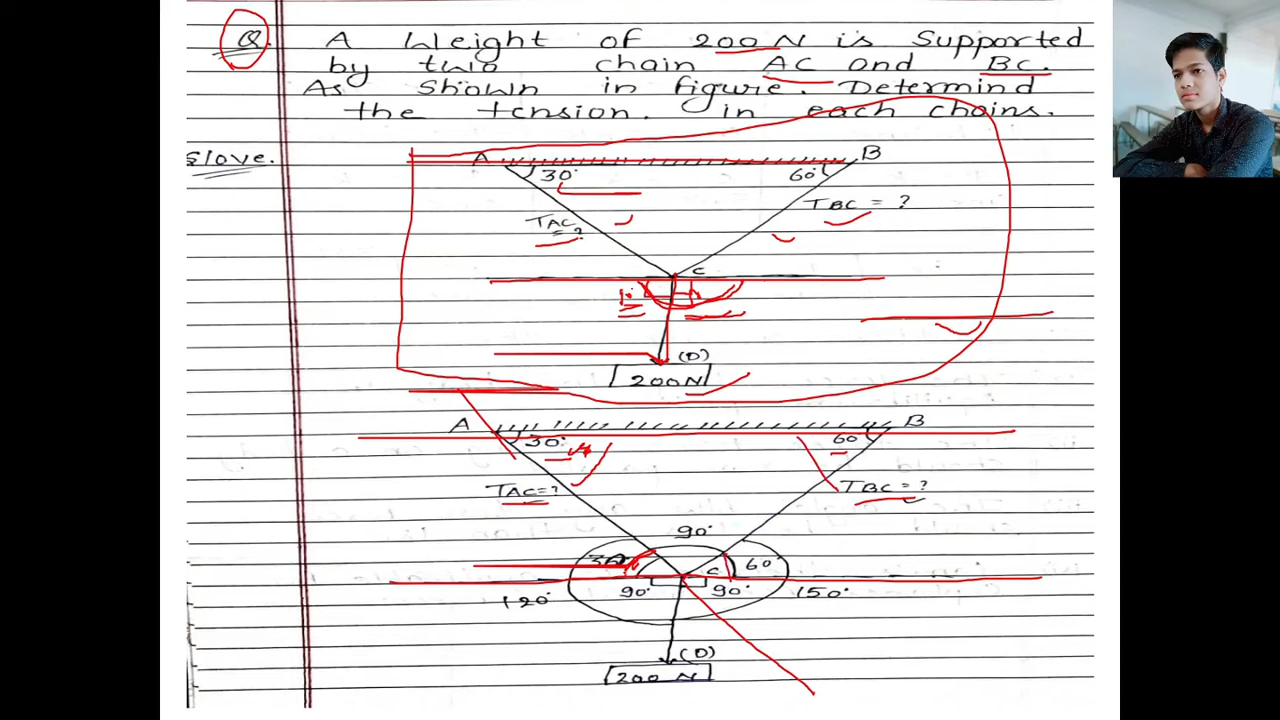 Q. A Weight of 200 N is Supported
by two chain AC and BC.
As Shown in figure. Determind
the tension. in each chains.
Slove.
A B
30° 60°
TAC = ? TBC = ?
C
(D)
200 N
A B
30° 60°
TAC = ? TBC = ?
90°
30 C 60
120° 90° 90° 150°
(D)
200 N